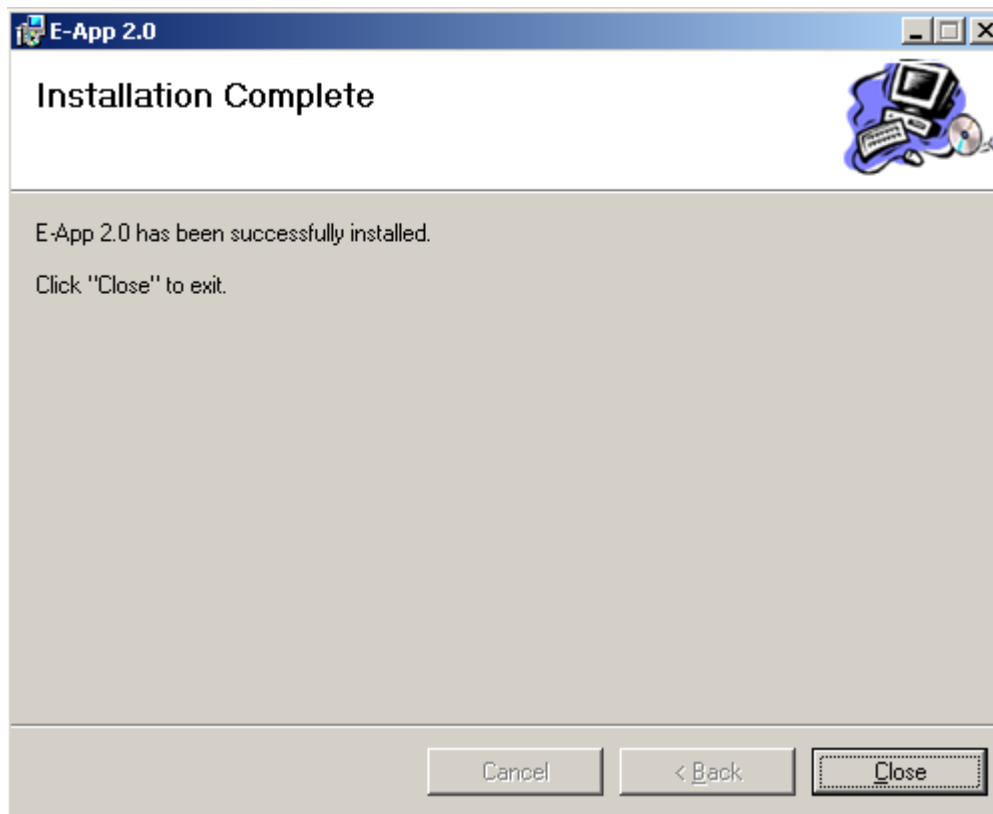 E-App 2.0
Installation Complete
E-App 2.0 has been successfully installed.
Click "Close" to exit.
Cancel
< Back
Close